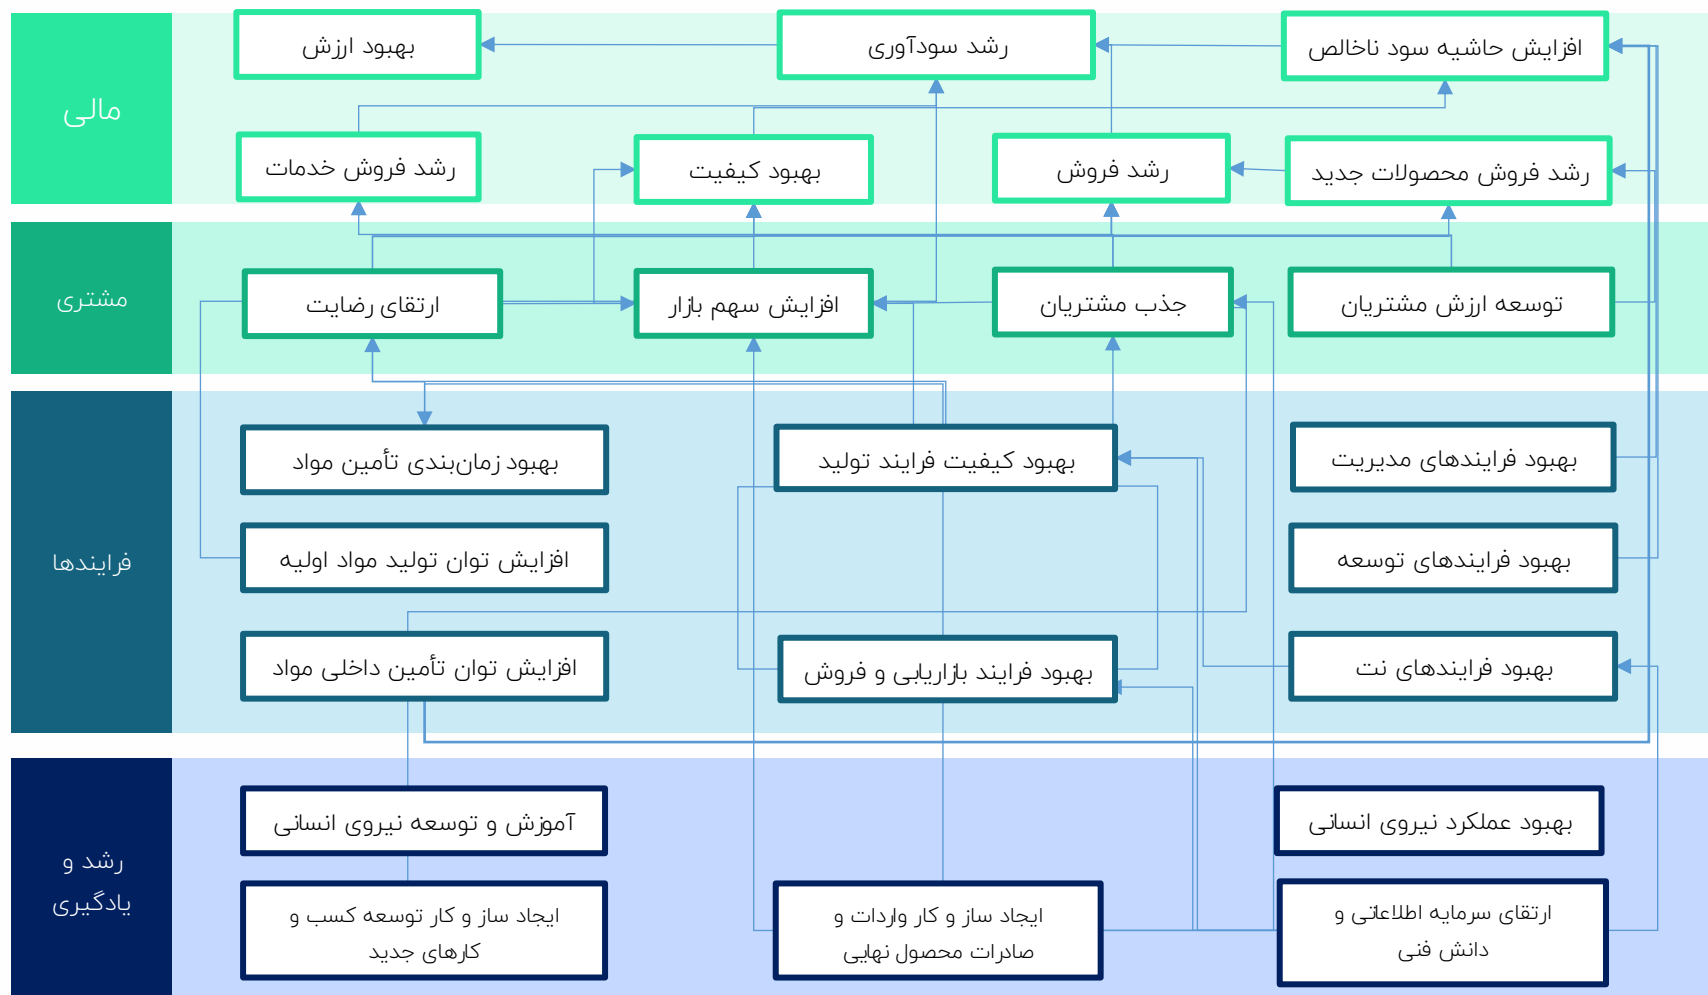 مالی
افزایش حاشیه سود ناخالص
رشد سودآوری
بهبود ارزش
رشد فروش محصولات جدید
رشد فروش
بهبود کیفیت
رشد فروش خدمات
مشتری
توسعه ارزش مشتریان
جذب مشتریان
افزایش سهم بازار
ارتقای رضایت
فرایندها
بهبود فرایندهای مدیریت
بهبود کیفیت فرایند تولید
بهبود زمان‌بندی تأمین مواد
بهبود فرایندهای توسعه
افزایش توان تولید مواد اولیه
بهبود فرایندهای نت
بهبود فرایند بازاریابی و فروش
افزایش توان تأمین داخلی مواد
رشد و
یادگیری
بهبود عملکرد نیروی انسانی
آموزش و توسعه نیروی انسانی
ارتقای سرمایه اطلاعاتی و
دانش فنی
ایجاد ساز و کار واردات و
صادرات محصول نهایی
ایجاد ساز و کار توسعه کسب و
کارهای جدید